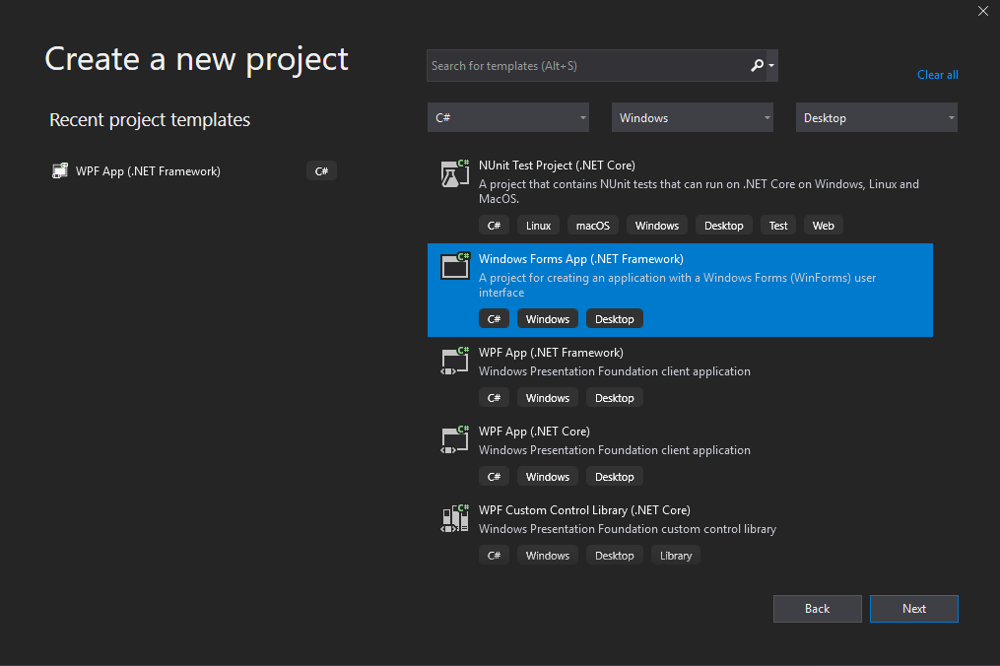 Create a new project
Search for templates (Alt+S)
Clear all
C# Windows Desktop
Recent project templates
WPF App (.NET Framework) C#
C#
NUnit Test Project (.NET Core)
A project that contains NUnit tests that can run on .NET Core on Windows, Linux and
MacOS.
C# Linux macOS Windows Desktop Test Web
C#
Windows Forms App (.NET Framework)
A project for creating an application with a Windows Forms (WinForms) user
interface
C# Windows Desktop
C#
WPF App (.NET Framework)
Windows Presentation Foundation client application
C# Windows Desktop
C#
WPF App (.NET Core)
Windows Presentation Foundation client application
C# Windows Desktop
C#
WPF Custom Control Library (.NET Core)
Windows Presentation Foundation custom control library
C# Windows Desktop Library
Back Next